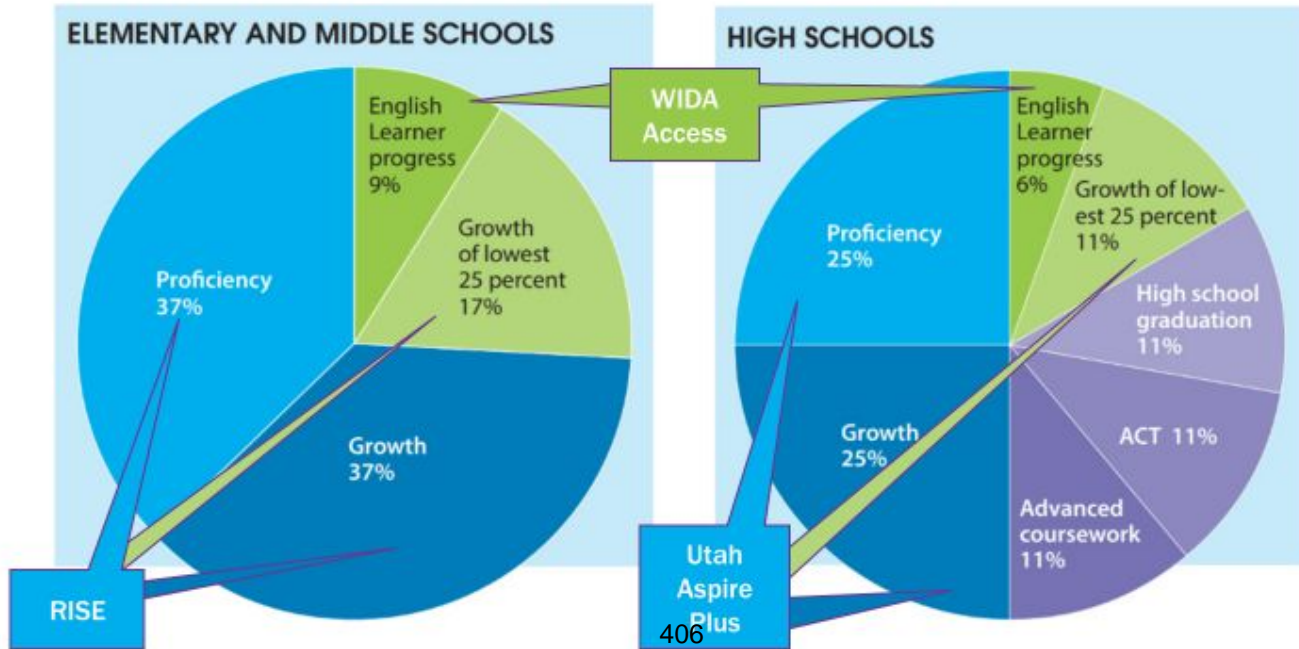 ELEMENTARY AND MIDDLE SCHOOLS
English
Learner
progress
9%
Growth
of lowest
25 percent
17%
Proficiency
37%
Growth
37%
RISE
WIDA
Access
HIGH SCHOOLS
English
Learner
progress
6%
Growth of low-
est 25 percent
11%
Proficiency
25%
High school
graduation
11%
ACT 11%
Growth
25%
Advanced
coursework
11%
Utah
Aspire
Plus
406